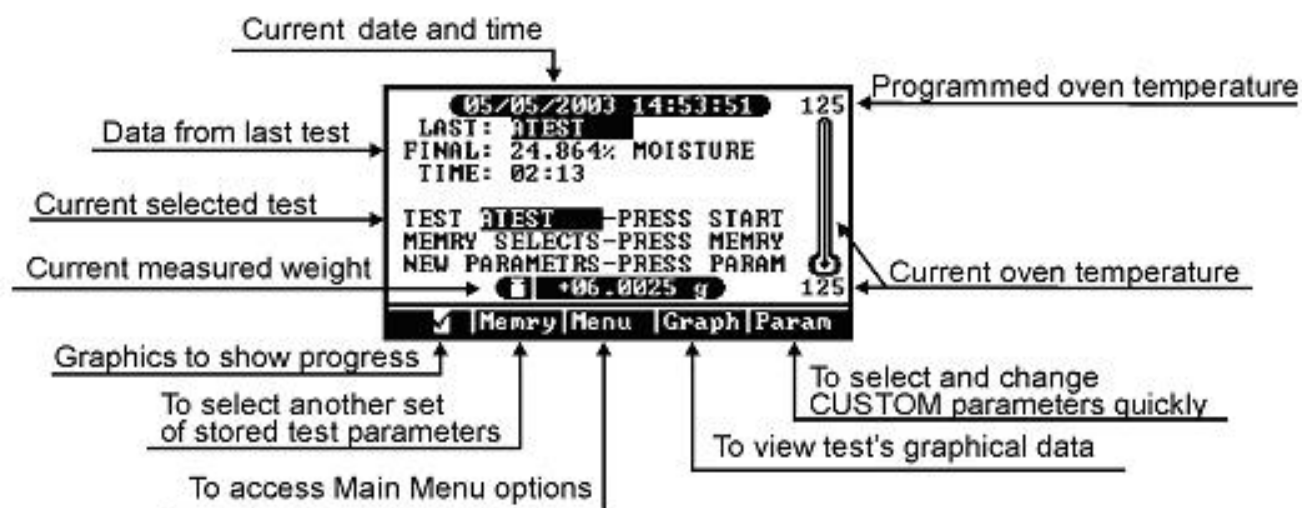 Current date and time
Programmed oven temperature
05/05/2003 14:53:51
125
Data from last test
LAST: ATEST
FINAL: 24.864% MOISTURE
TIME: 02:13
Current selected test
TEST ATEST -PRESS START
MEMRY SELECTS-PRESS MEMRY
NEW PARAMETRS-PRESS PARAM
Current measured weight
Current oven temperature
+06.0025 g
125
Memry|Menu |Graph|Param
Graphics to show progress
To select another set
of stored test parameters
To access Main Menu options
To view test's graphical data
To select and change
CUSTOM parameters quickly